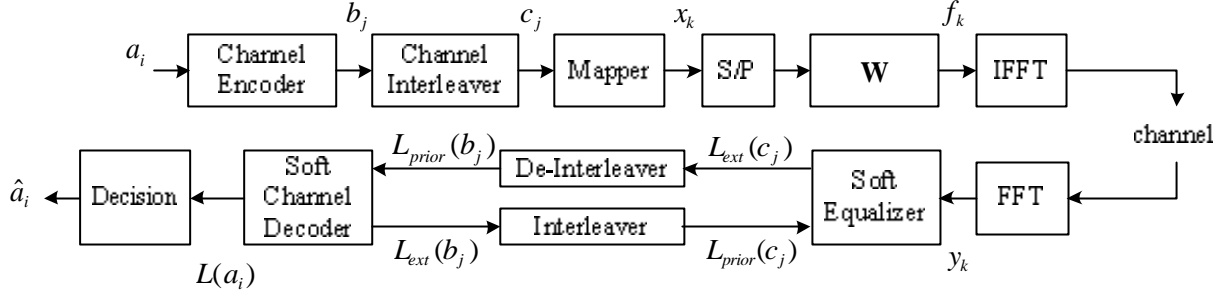 b_j c_j x_k f_k
a_i Channel Encoder Channel Interleaver Mapper S/P W IFFT
channel
L_prior(b_j) L_ext(c_j)
â_i Decision Soft Channel Decoder De-Interleaver Soft Equalizer FFT
Interleaver
L_ext(b_j) L_prior(c_j) y_k
L(a_i)